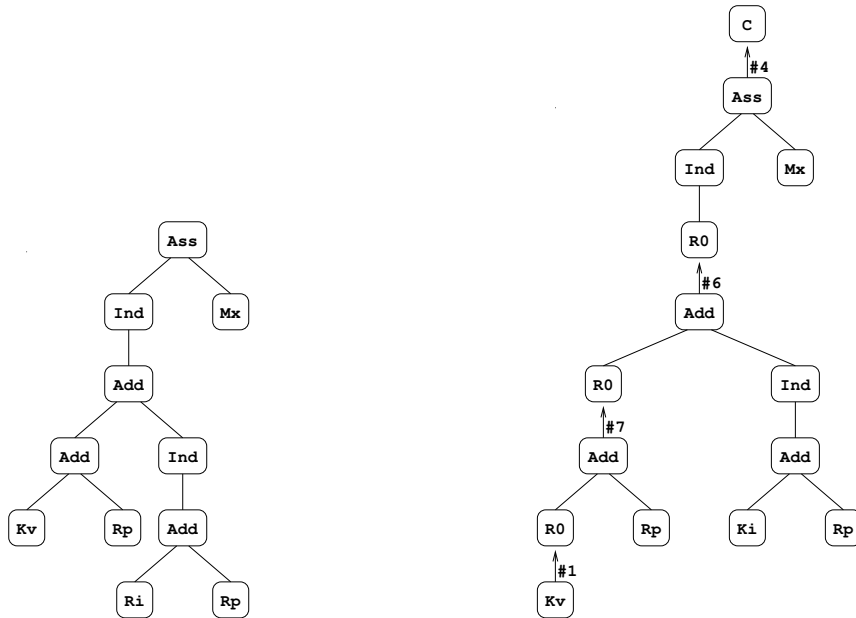 C
#4
Ass
Ind Mx
Ass R0
#6
Ind Mx Add
Add R0 Ind
#7
Add Ind Add Add
Kv Rp Add R0 Rp Ki Rp
#1
Ri Rp Kv